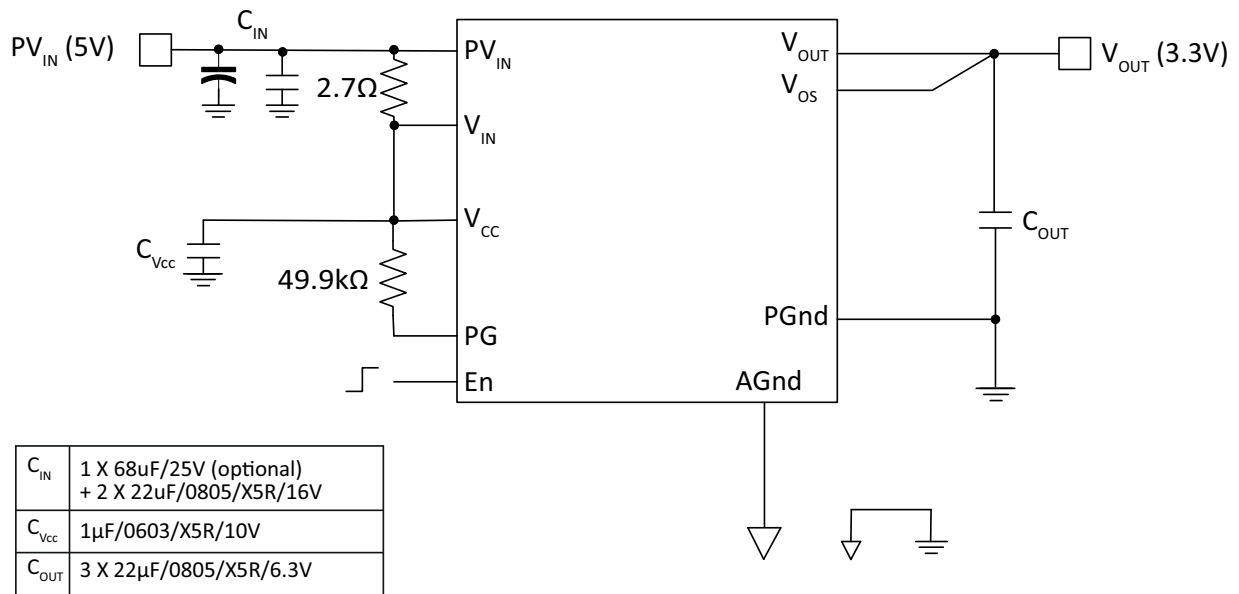 C_IN
PV_IN (5V)
PV_IN
V_OUT
V_OUT (3.3V)
2.7Ω
V_OS
V_IN
V_CC
C_Vcc
C_OUT
49.9kΩ
PGnd
PG
En
AGnd
C_IN 1 X 68uF/25V (optional)
+ 2 X 22uF/0805/X5R/16V
C_Vcc 1µF/0603/X5R/10V
C_OUT 3 X 22µF/0805/X5R/6.3V